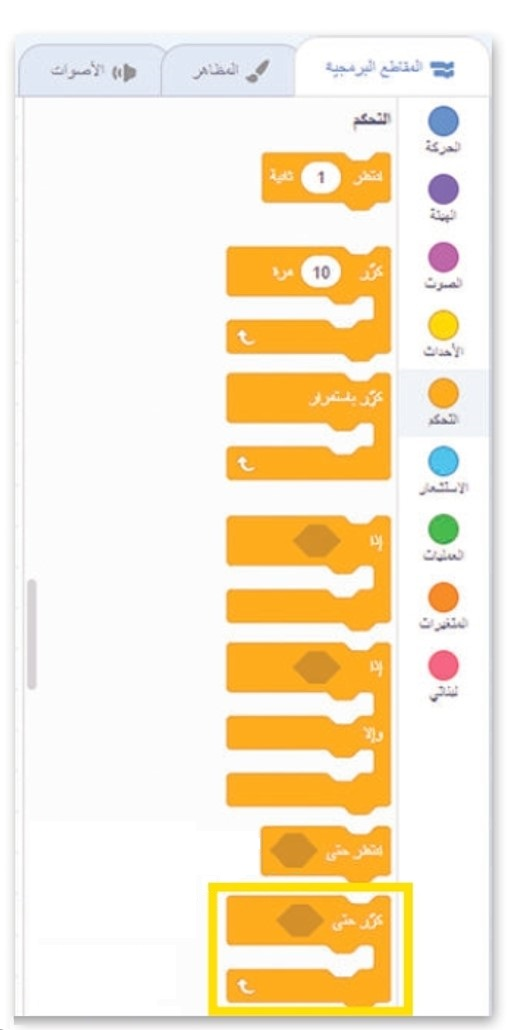 المقاطع البرمجية
المظاهر
الأصوات
الحركة
الهيئة
الصوت
الأحداث
التحكم
الاستشعار
العمليات
المتغيرات
لبناتي
التحكم
انتظر 1 ثانية
كرِّر 10 مرة
كرِّر باستمرار
إذا
إذا
وإلا
انتظر حتى
كرِّر حتى